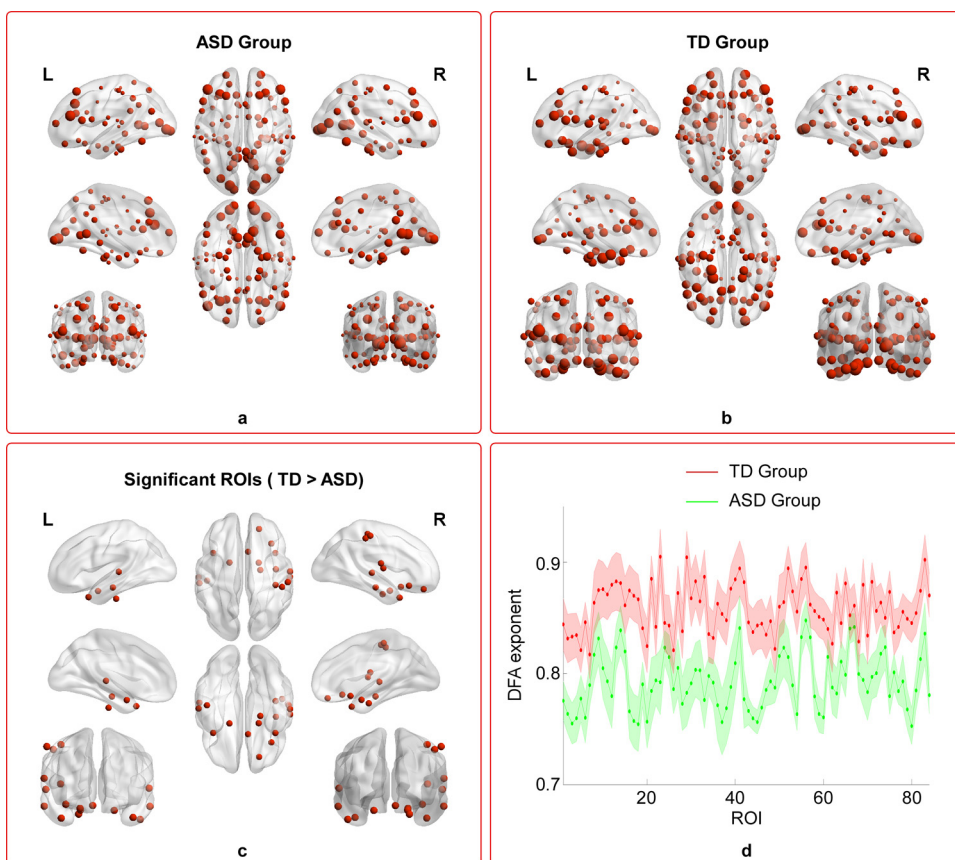 ASD Group
L
R
a
TD Group
L
R
b
Significant ROIs ( TD > ASD)
L
R
c
TD Group
ASD Group
0.9
0.8
0.7
DFA exponent
20
40
60
80
ROI
d